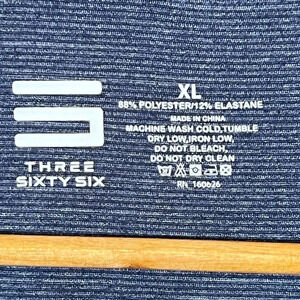 THREE
SIXTY SIX
XL
88% POLYESTER/12% ELASTANE
MADE IN CHINA
MACHINE WASH COLD,TUMBLE
DRY LOW,IRON LOW,
DO NOT BLEACH,
DO NOT DRY CLEAN
RN 160626